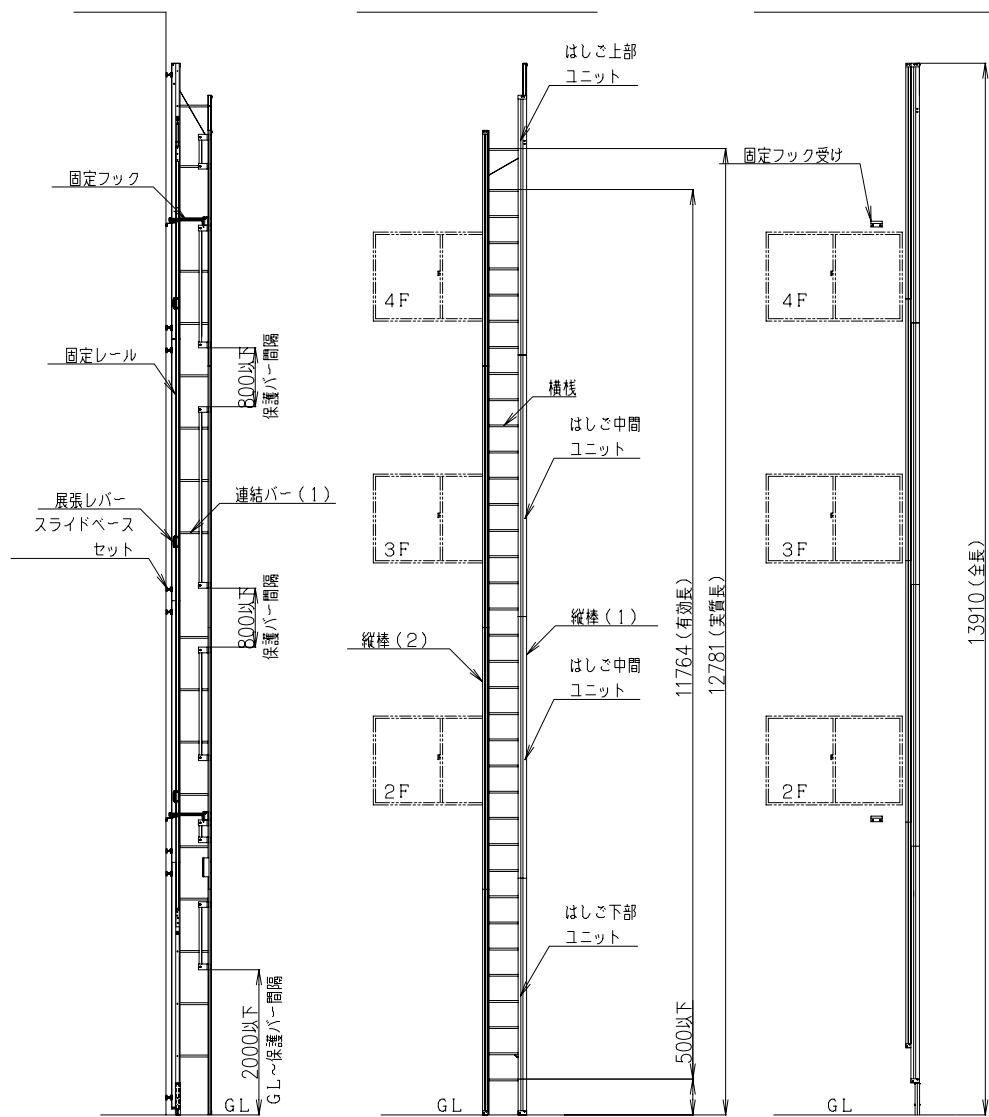 はしご上部
ユニット
固定フック
固定フック受け
4F
4F
固定レール
800以下
保護バー間隔
横桟
はしご中間
ユニット
展張レバー
スライドベース
セット
連結バー(1)
3F
3F
800以下
保護バー間隔
縦棒(2)
縦棒(1)
はしご中間
ユニット
11764(有効長)
12781(実質長)
13910(全長)
2F
2F
はしご下部
ユニット
2000以下
GL~保護バー間隔
500以下
GL
GL
GL